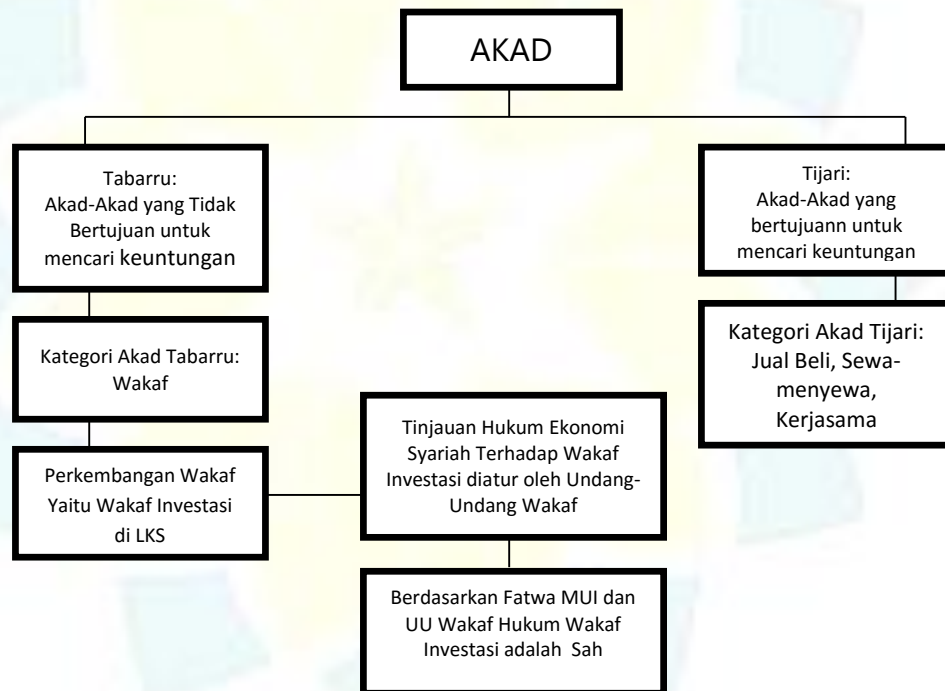 AKAD
Tabarru:
Akad-Akad yang Tidak
Bertujuan untuk
mencari keuntungan
Tijari:
Akad-Akad yang
bertujuann untuk
mencari keuntungan
Kategori Akad Tabarru:
Wakaf
Kategori Akad Tijari:
Jual Beli, Sewa-
menyewa,
Kerjasama
Perkembangan Wakaf
Yaitu Wakaf Investasi
di LKS
Tinjauan Hukum Ekonomi
Syariah Terhadap Wakaf
Investasi diatur oleh Undang-
Undang Wakaf
Berdasarkan Fatwa MUI dan
UU Wakaf Hukum Wakaf
Investasi adalah Sah